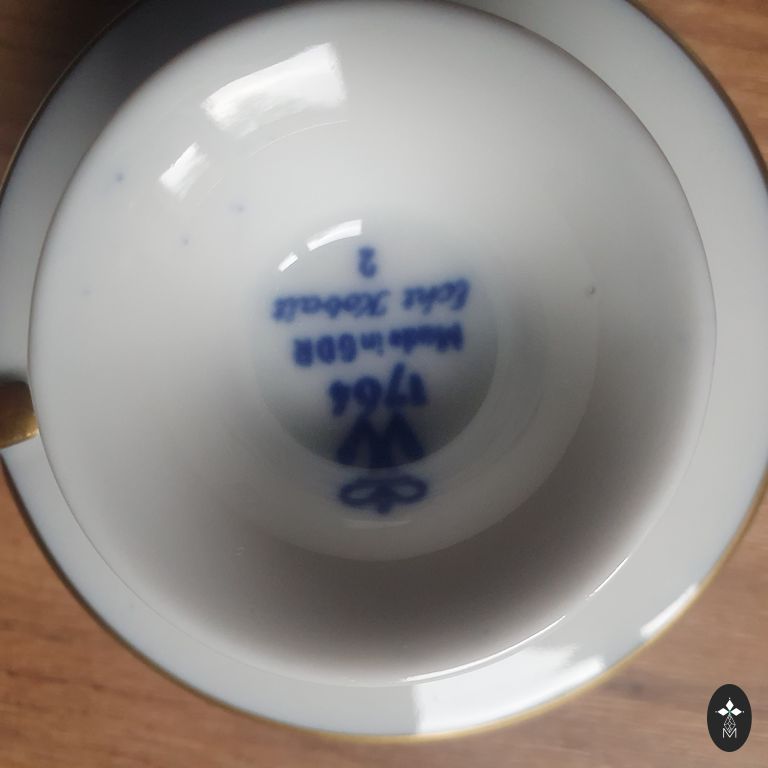 W
1764
Made in GDR
Echt Kobalt
2
M